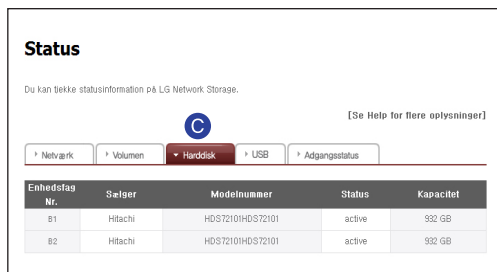 Status
Du kan tjekke statusinformation på LG Network Storage.
[Se Help for flere oplysninger]
C
Netværk Volumen Harddisk USB Adgangsstatus
Enhedsfag Nr. Sælger Modelnummer Status Kapacitet
B1 Hitachi HDS72101HDS72101 active 932 GB
B2 Hitachi HDS72101HDS72101 active 932 GB